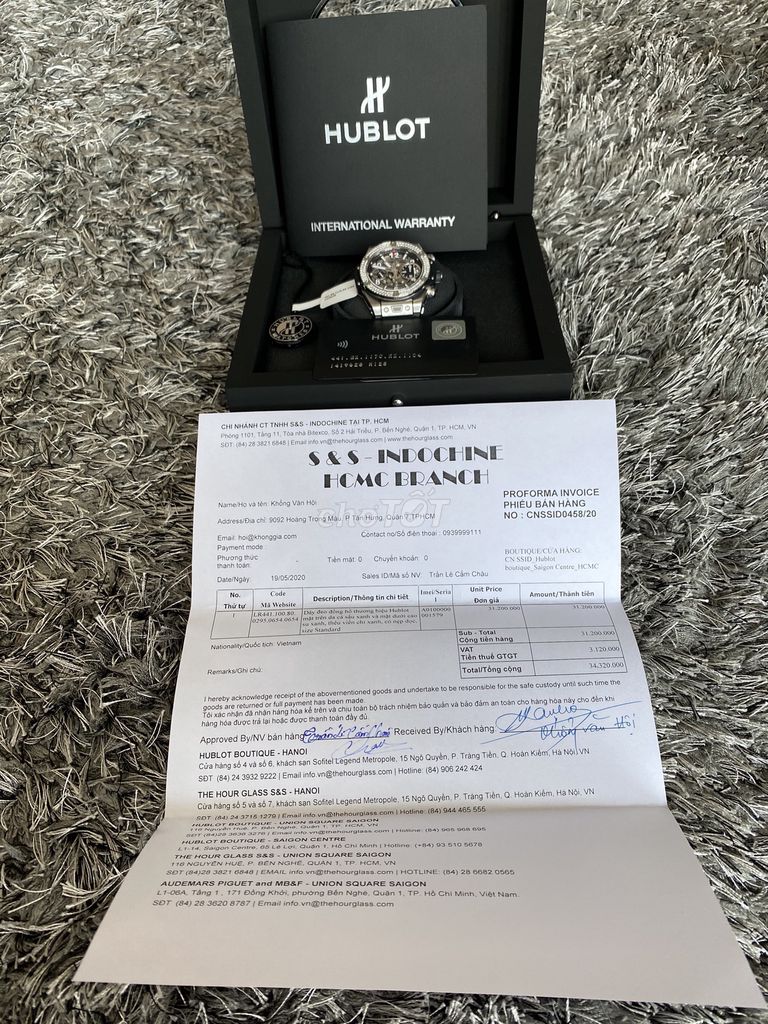 HUBLOT
INTERNATIONAL WARRANTY
HUBLOT
441.NX.1170.RX.1104
1419420
CHI NHÁNH CT TNHH S&S - INDOCHINE TẠI TP. HCM
Phòng 1101, Tầng 11, Tòa nhà Bitexco, Số 2 Hải Triều, P. Bến Nghé, Quận 1, TP. HCM, VN
SĐT: (84) 28 3821 6848 | Email info.vn@thehourglass.com | www.thehourglass.com
S & S - INDOCHINE
HCMC BRANCH
choTỐT
PROFORMA INVOICE
PHIẾU BÁN HÀNG
NO : CNSSID0458/20
Name/Họ và tên: Khổng Văn Hội
Address/Địa chỉ: 9092 Hoàng Trọng Mậu, P Tân Hưng, Quận 7 TPHCM
Email: hoi@khonggia.com Contact no/Số điện thoại : 0939999111
Payment mode
Phương thức thanh toán: Tiền mặt: 0 Chuyển khoản: 0
BOUTIQUE/CỬA HÀNG:
CN SSID_Hublot
boutique_Saigon Centre_HCMC
Date/Ngày: 19/05/2020 Sales ID/Mã số NV: Trần Lê Cẩm Châu
No. Thứ tự Code Mã Website Description/Thông tin chi tiết Imei/Serial Unit Price Đơn giá Amount/Thành tiền
1 LR441.100.80. 0295.0654.0654 Dây đeo đồng hồ thương hiệu Hublot mặt trên da cá sấu xanh và mặt dưới cao su xanh, thêu viền chỉ xanh, có nẹp dọc, size Standard A0100000 001579 31.200.000 31.200.000
Sub - Total Cộng tiền hàng 31.200.000
Nationality/Quốc tịch: Vietnam
VAT Tiền thuế GTGT 3.120.000
Total/Tổng cộng 34.320.000
Remarks/Ghi chú:
I hereby acknowledge receipt of the abovementioned goods and undertake to be responsible for the safe custody until such time the
goods are returned or full payment has been made.
Tôi xác nhận đã nhận hàng hóa kể trên và chịu toàn bộ trách nhiệm bảo quản và bảo đảm an toàn cho hàng hóa này cho đến khi
hàng hóa được trả lại hoặc được thanh toán đầy đủ.
Approved By/NV bán hàng: Received By/Khách hàng: Khổng Văn Hội
HUBLOT BOUTIQUE - HANOI
Cửa hàng số 4 và số 6, khách sạn Sofitel Legend Metropole, 15 Ngô Quyền, P. Tràng Tiền, Q. Hoàn Kiếm, Hà Nội, VN
SĐT: (84) 24 3932 9222 | Email info.vn@thehourglass.com | Hotline: (84) 906 242 424
THE HOUR GLASS S&S - HANOI
Cửa hàng số 5 và số 7, khách sạn Sofitel Legend Metropole, 15 Ngô Quyền, P. Tràng Tiền, Q. Hoàn Kiếm, Hà Nội, VN
SĐT: (84) 24 3715 1279 | Email info.vn@thehourglass.com | Hotline: (84) 944 465 555
HUBLOT BOUTIQUE - UNION SQUARE SAIGON
116 Nguyễn Huệ, P. Bến Nghé, Quận 1, TP. HCM, VN
SĐT: (84)28 3639 3276 | Email info.vn@thehourglass.com | Hotline: (84) 965 968 695
HUBLOT BOUTIQUE - SAIGON CENTRE
L1-14, Saigon Centre, 65 Lê Lợi, Quận 1, Hồ Chí Minh | Hotline: (+84) 93 510 5678
THE HOUR GLASS S&S - UNION SQUARE SAIGON
116 NGUYỄN HUỆ, P. BẾN NGHÉ, QUẬN 1, TP. HCM, VN
SĐT:(84)28 3821 6848 | EMAIL info.vn@thehourglass.com | HOTLINE: (84) 28 6682 0565
AUDEMARS PIGUET and MB&F - UNION SQUARE SAIGON
L1-06A, Tầng 1 , 171 Đồng Khởi, phường Bến Nghé, Quận 1, TP. Hồ Chí Minh, Việt Nam.
SĐT: (84) 28 3620 8787 | Email info.vn@thehourglass.com